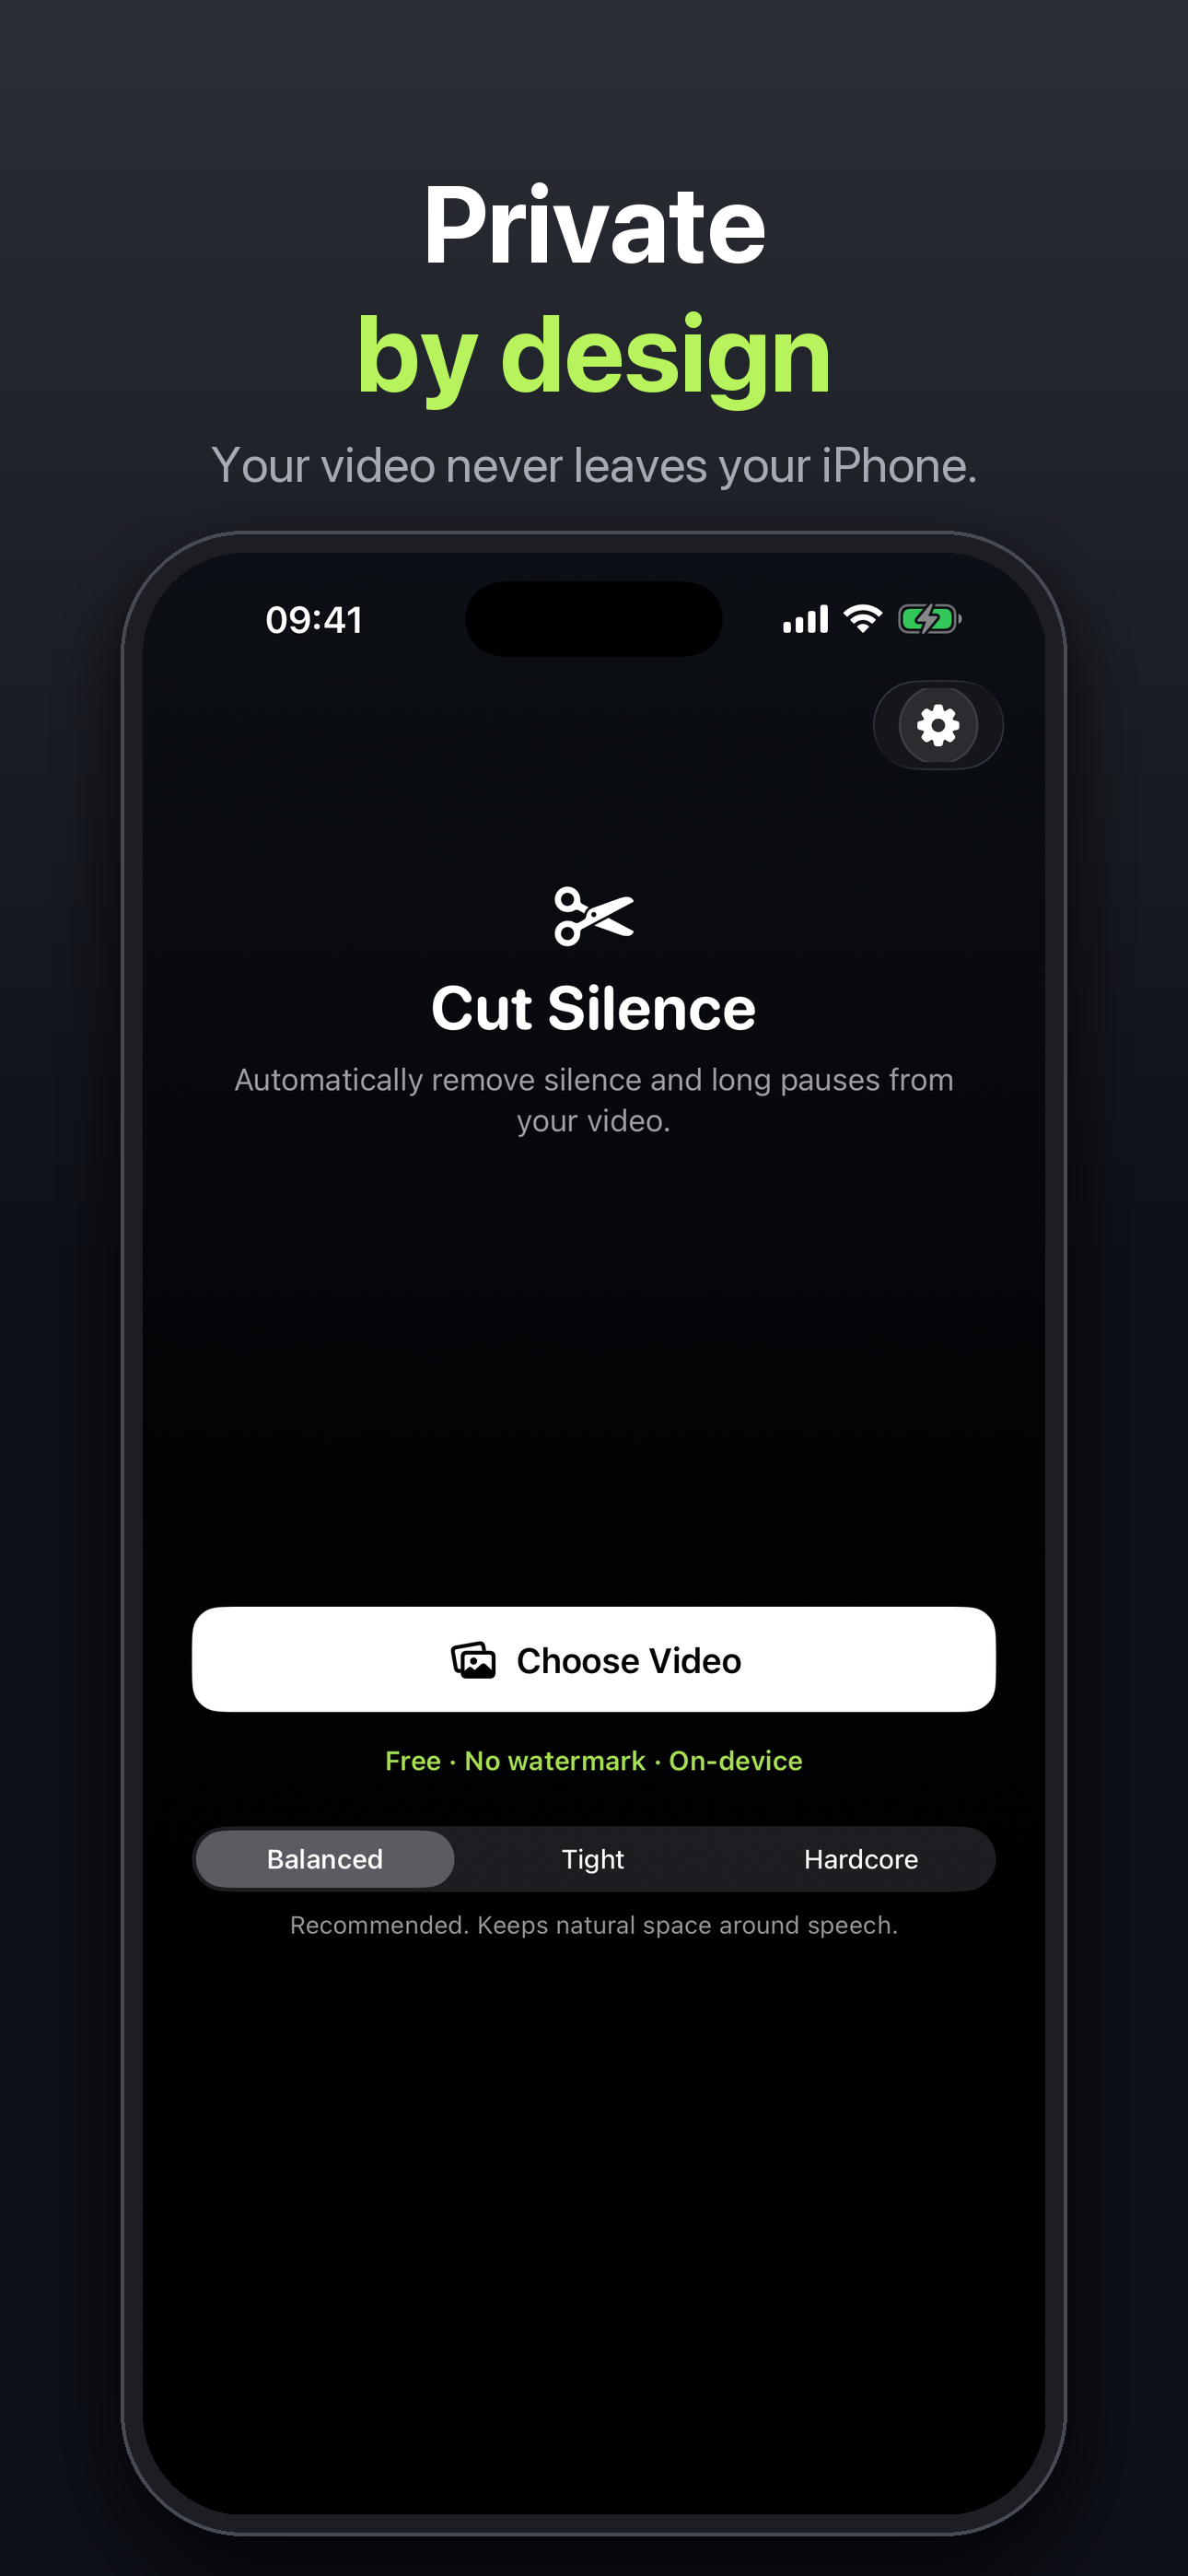 Private
by design
Your video never leaves your iPhone.
09:41
Cut Silence
Automatically remove silence and long pauses from
your video.
Choose Video
Free · No watermark · On-device
Balanced Tight Hardcore
Recommended. Keeps natural space around speech.